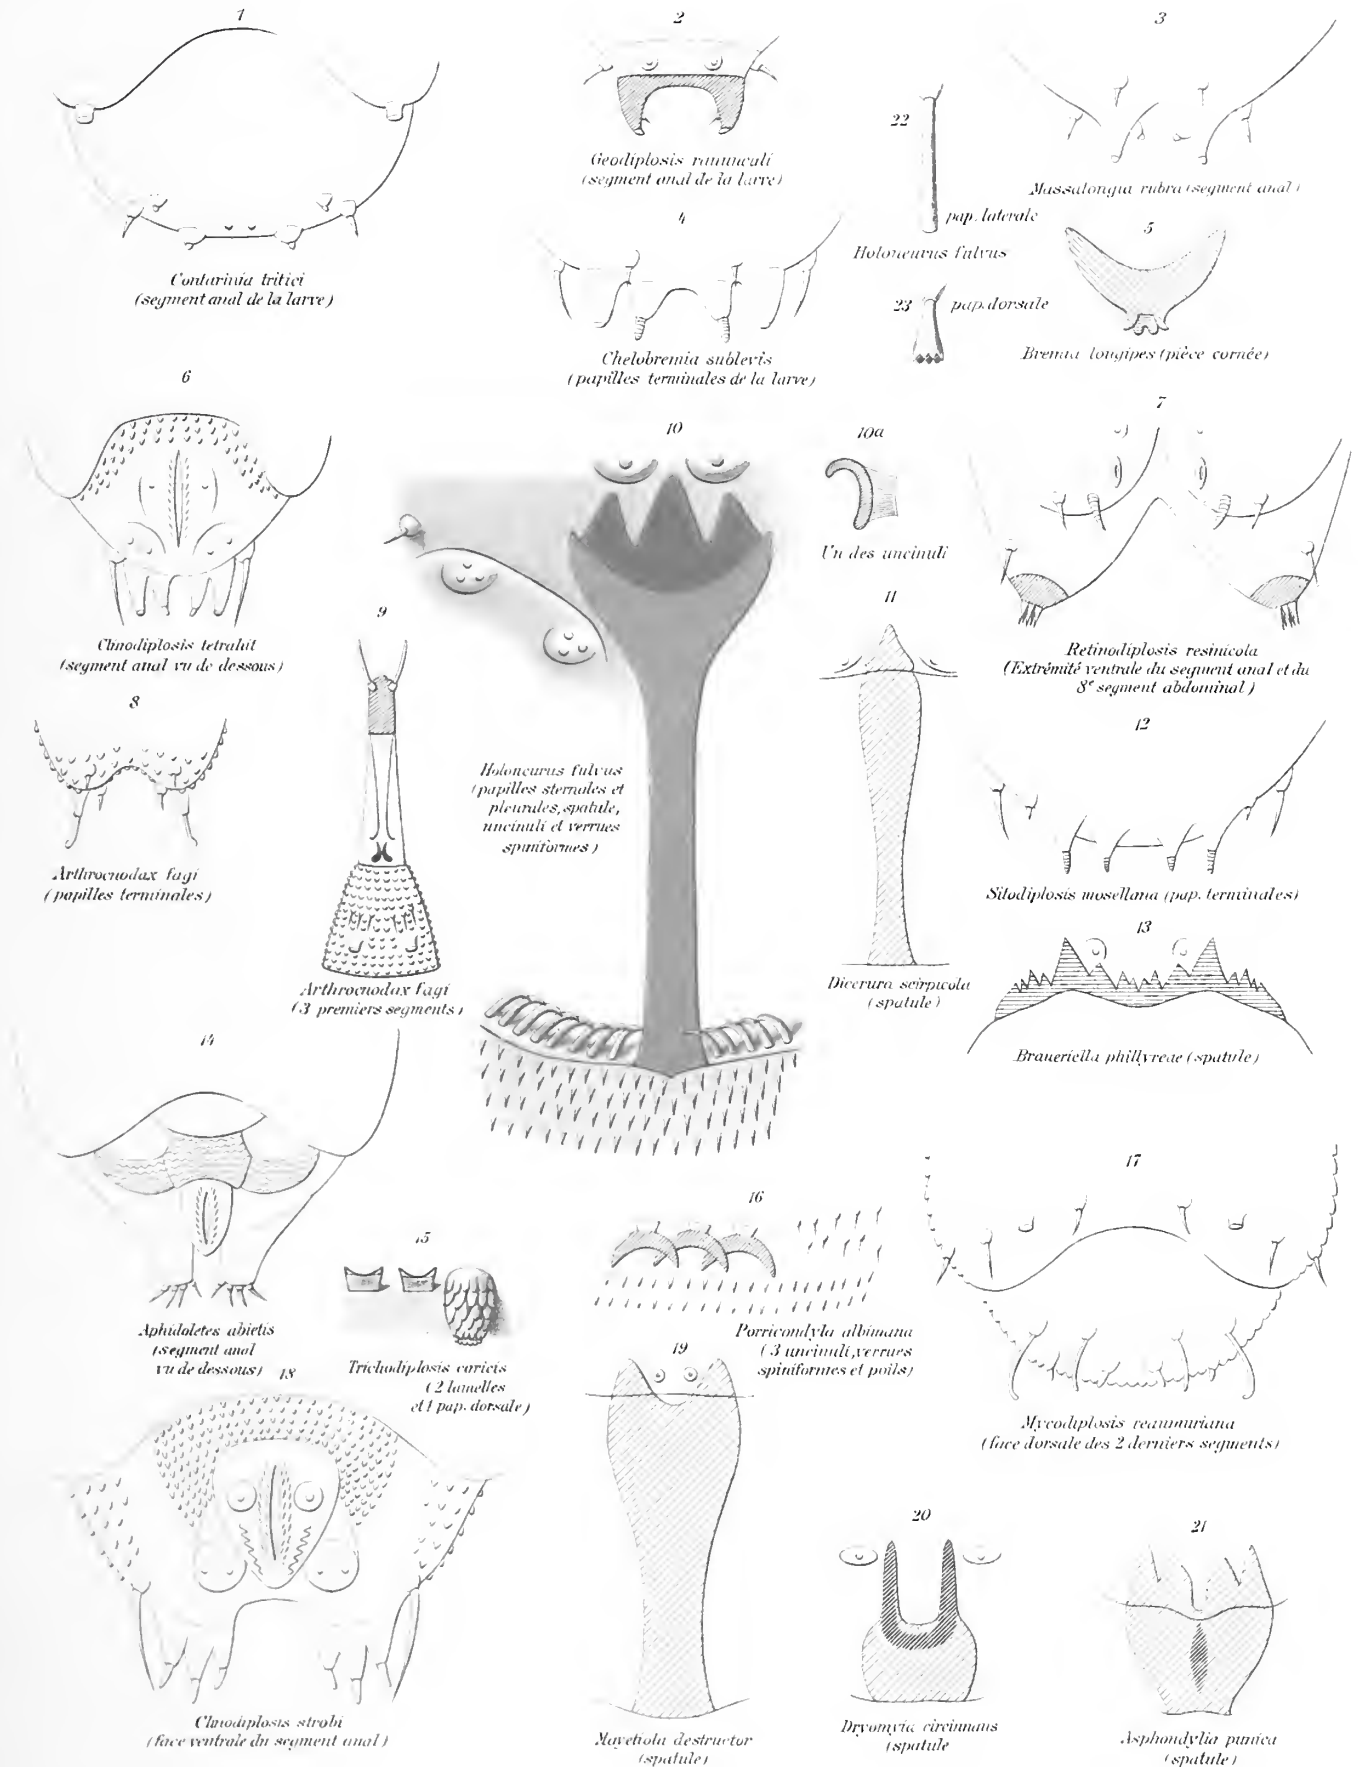 1
2
3
Geodiplosis ranunculi
(segment anal de la larve)
22
Massalongia rubra (segment anal)
pap. laterale
Holoneurus fulvus
4
5
Contarinia tritici
(segment anal de la larve)
23 pap. dorsale
Chelobremia sublevis
(papilles terminales de la larve)
Bremia longipes (pièce cornée)
6
7
10
10a
Un des uncinuli
Clinodiplosis tetrahit
(segment anal vu de dessous)
9
11
Retinodiplosis resinicola
(Extrémité ventrale du segment anal et du
8e segment abdominal)
8
12
Holoneurus fulvus
(papilles sternales et
pleurales, spatule,
uncinuli et verrues
spiniformes)
Arthrocnodax fagi
(papilles terminales)
Sitodiplosis mosellana (pap. terminales)
13
Arthrocnodax fagi
(3 premiers segments)
Dicerura scirpicola
(spatule)
Braueriella phillyreae (spatule)
14
15
16
17
Aphidoletes abietis
(segment anal
vu de dessous)
Trichodiplosis caricis
(2 lamelles
et 1 pap. dorsale)
Porricondyla albimana
(3 uncinuli, verrues
spiniformes et poils)
18
19
Mycodiplosis reaumuriana
(face dorsale des 2 derniers segments)
20
21
Clinodiplosis strobi
(face ventrale du segment anal)
Mayetiola destructor
(spatule)
Dryomyia circinnans
(spatule
Asphondylia punica
(spatule)